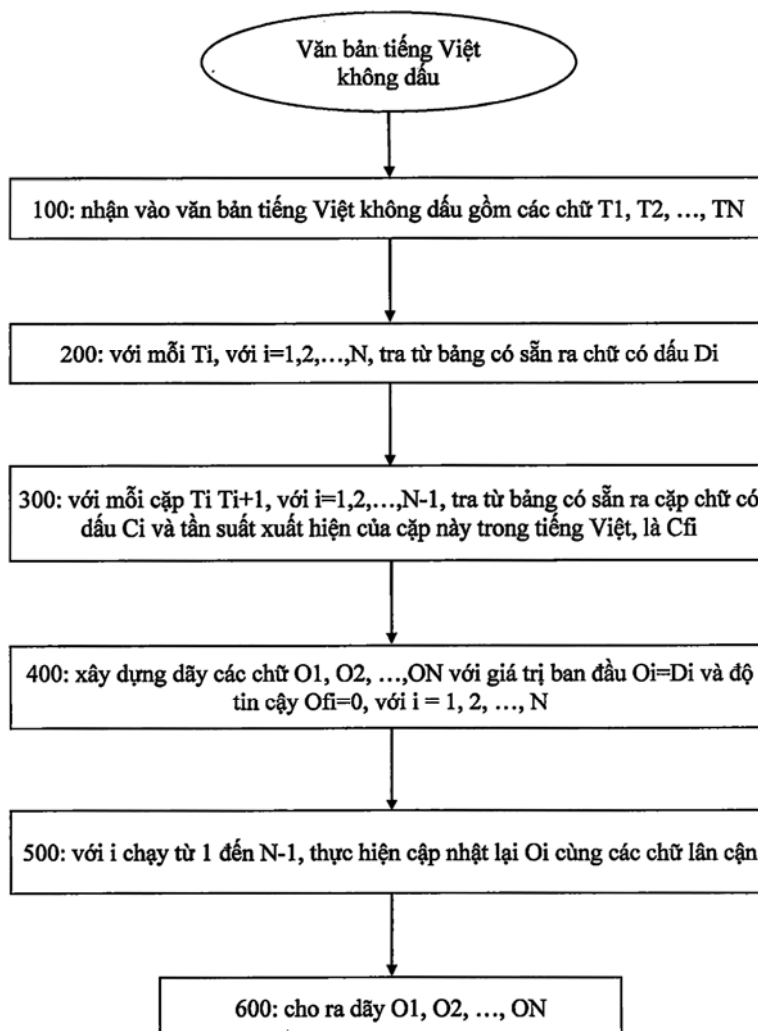 Văn bản tiếng Việt
không dấu
100: nhận vào văn bản tiếng Việt không dấu gồm các chữ T1, T2, …, TN
200: với mỗi Ti, với i=1,2,…,N, tra từ bảng có sẵn ra chữ có dấu Di
300: với mỗi cặp Ti Ti+1, với i=1,2,…,N-1, tra từ bảng có sẵn ra cặp chữ có
dấu Ci và tần suất xuất hiện của cặp này trong tiếng Việt, là Cfi
400: xây dựng dãy các chữ O1, O2, …,ON với giá trị ban đầu Oi=Di và độ
tin cậy Ofi=0, với i = 1, 2, …, N
500: với i chạy từ 1 đến N-1, thực hiện cập nhật lại Oi cùng các chữ lân cận
600: cho ra dãy O1, O2, …, ON